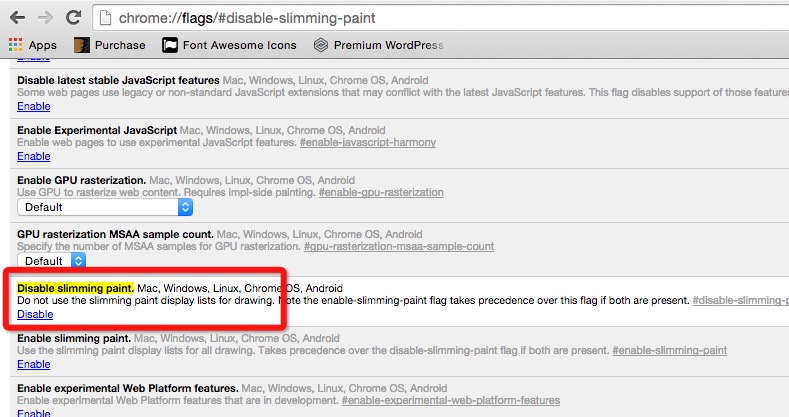 chrome://flags/#disable-slimming-paint
Apps Purchase Font Awesome Icons Premium WordPress
Enable
Disable latest stable JavaScript features Mac, Windows, Linux, Chrome OS, Android
Some web pages use legacy or non-standard JavaScript extensions that may conflict with the latest JavaScript features. This flag disables support of those features
Enable
Enable Experimental JavaScript Mac, Windows, Linux, Chrome OS, Android
Enable web pages to use experimental JavaScript features. #enable-javascript-harmony
Enable
Enable GPU rasterization. Mac, Windows, Linux, Chrome OS, Android
Use GPU to rasterize web content. Requires impl-side painting. #enable-gpu-rasterization
Default
GPU rasterization MSAA sample count. Mac, Windows, Linux, Chrome OS, Android
Specify the number of MSAA samples for GPU rasterization. #gpu-rasterization-msaa-sample-count
Default
Disable slimming paint. Mac, Windows, Linux, Chrome OS, Android
Do not use the slimming paint display lists for drawing. Note the enable-slimming-paint flag takes precedence over this flag if both are present. #disable-slimming-p
Disable
Enable slimming paint. Mac, Windows, Linux, Chrome OS, Android
Use the slimming paint display lists for all drawing. Takes precedence over the disable-slimming-paint flag if both are present. #enable-slimming-paint
Enable
Enable experimental Web Platform features. Mac, Windows, Linux, Chrome OS, Android
Enable experimental Web Platform features that are in development. #enable-experimental-web-platform-features
Enable